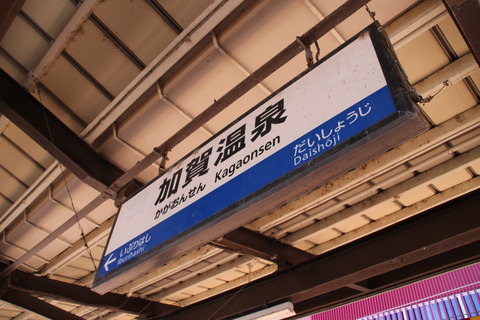 加賀温泉
かがおんせん Kagaonsen
だいしょうじ
Daishōji
いぶりはし
Iburihashi